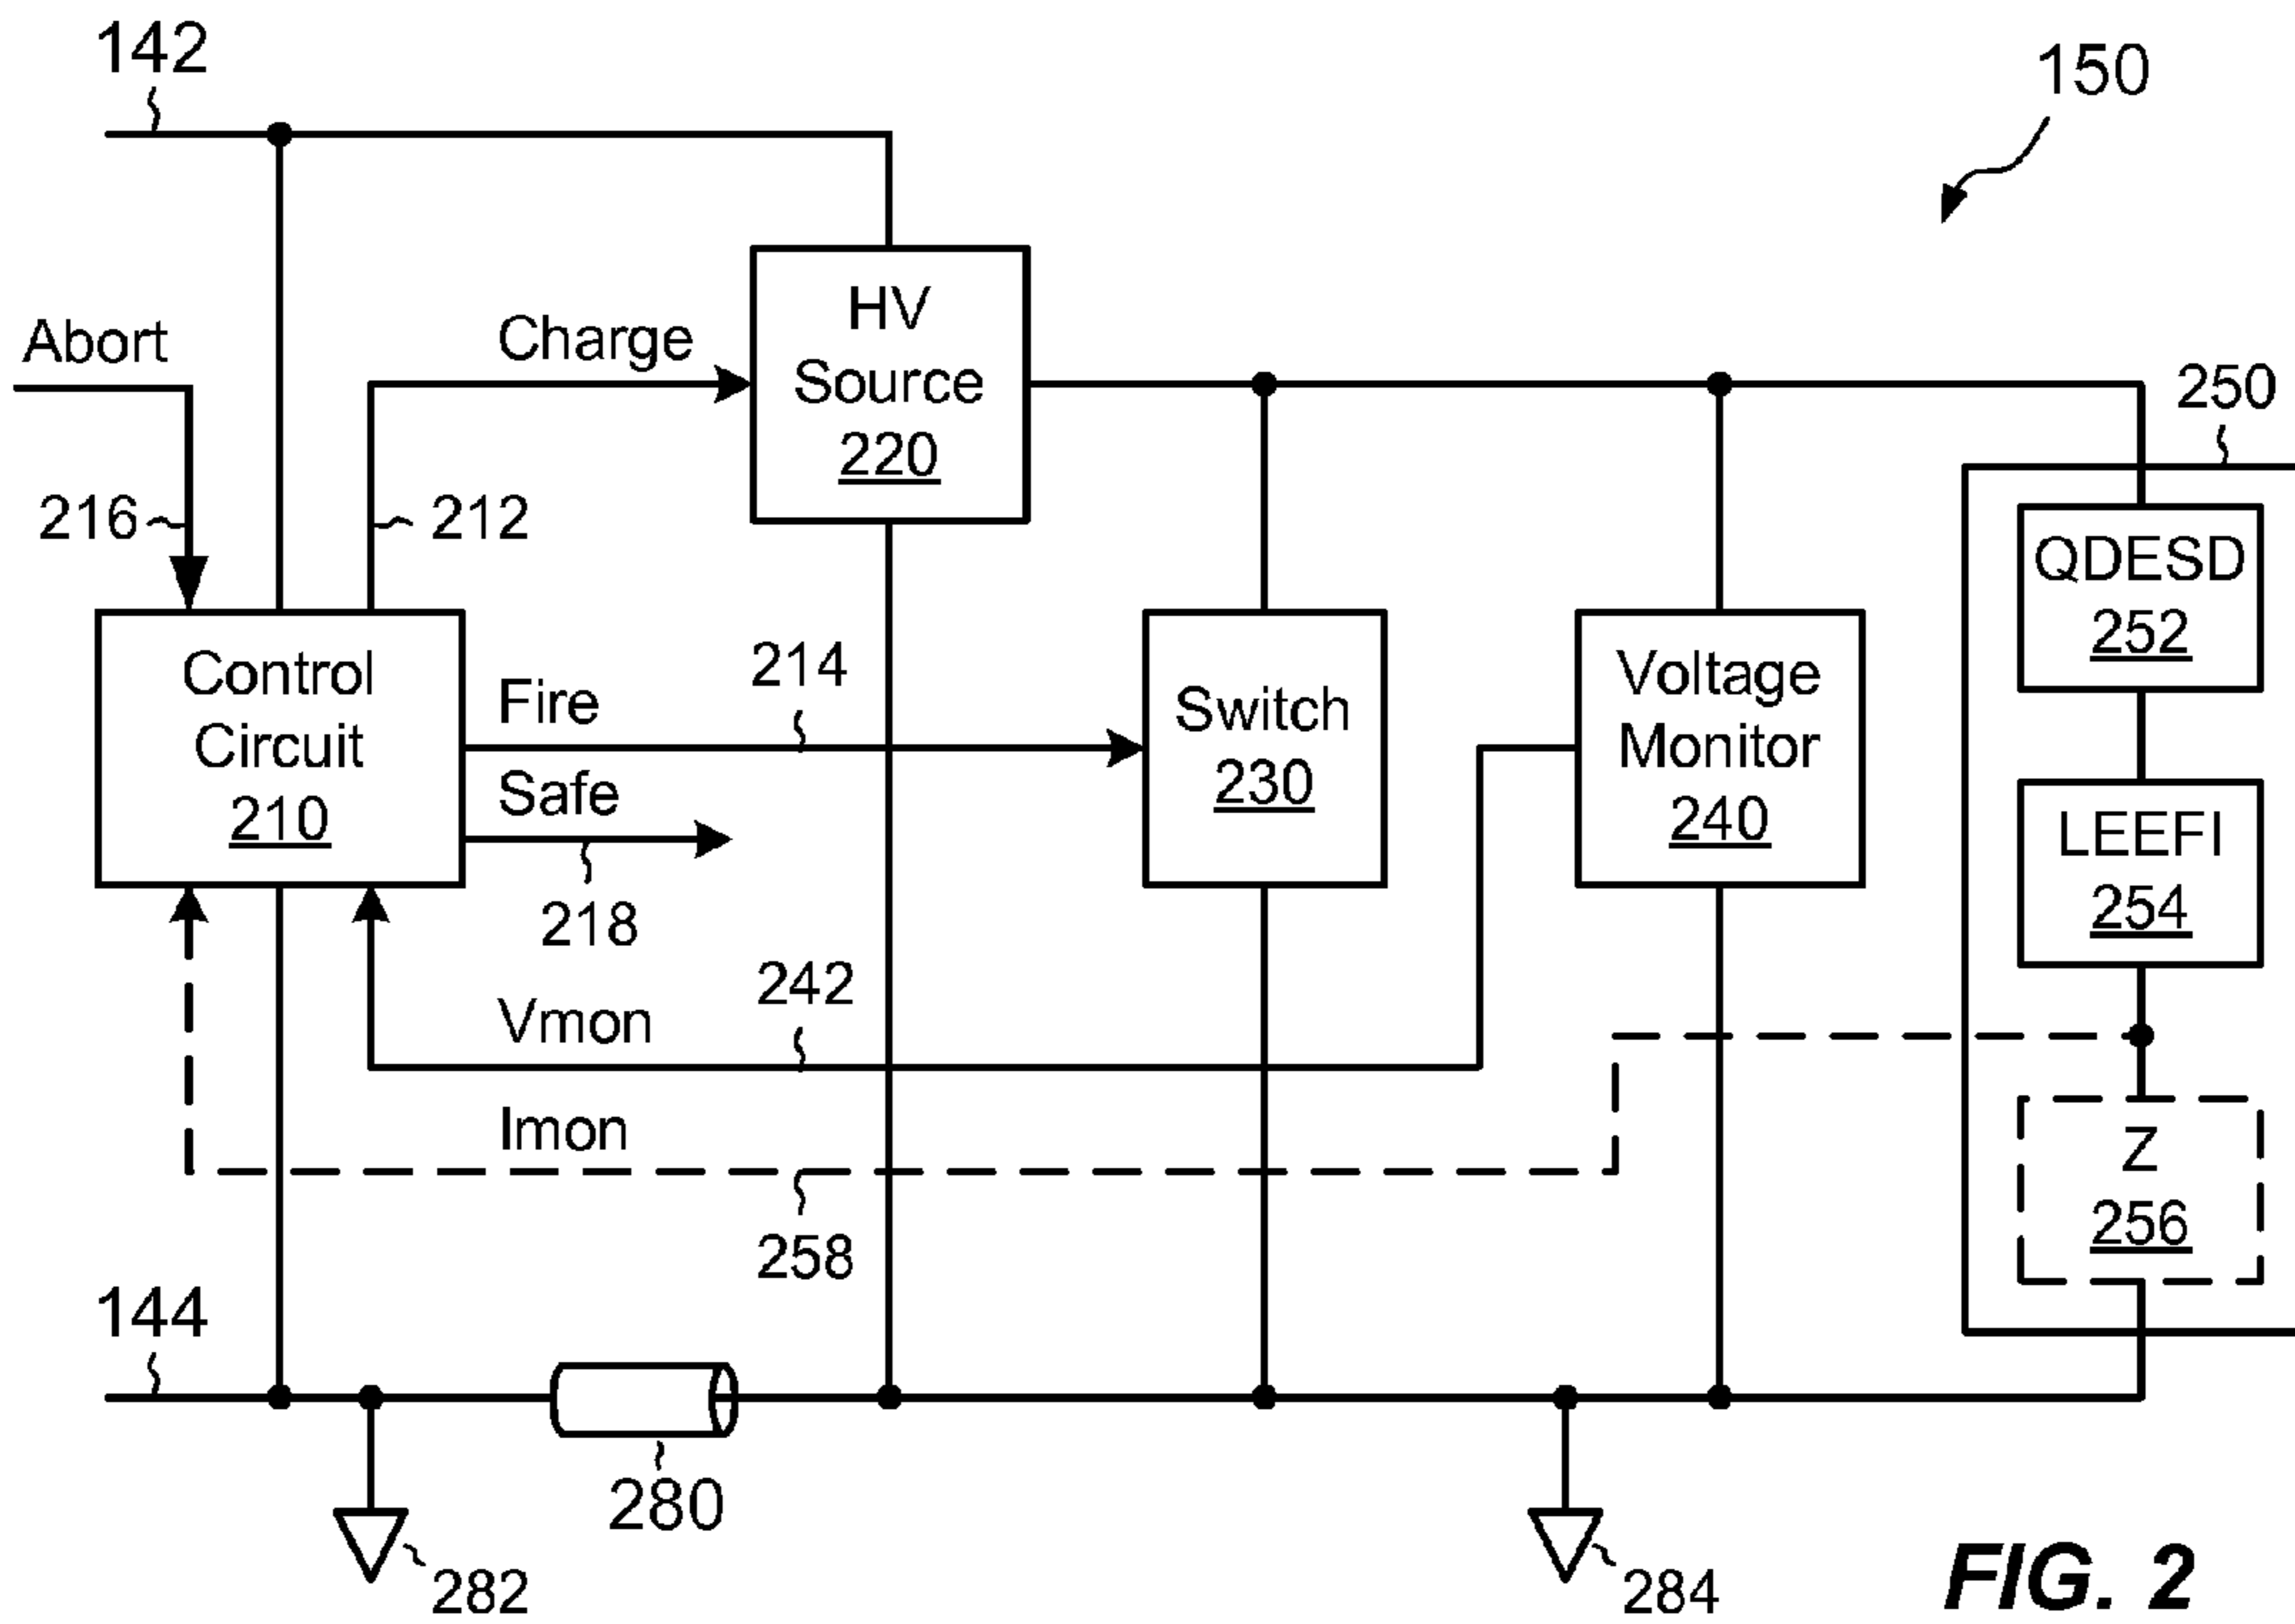 142
150
Abort
Charge
HV
Source
220
250
216
212
QDESD
252
Control
Circuit
210
Fire
214
Safe
218
Switch
230
Voltage
Monitor
240
LEEFI
254
Vmon
242
Imon
258
Z
256
144
280
282
284
FIG. 2